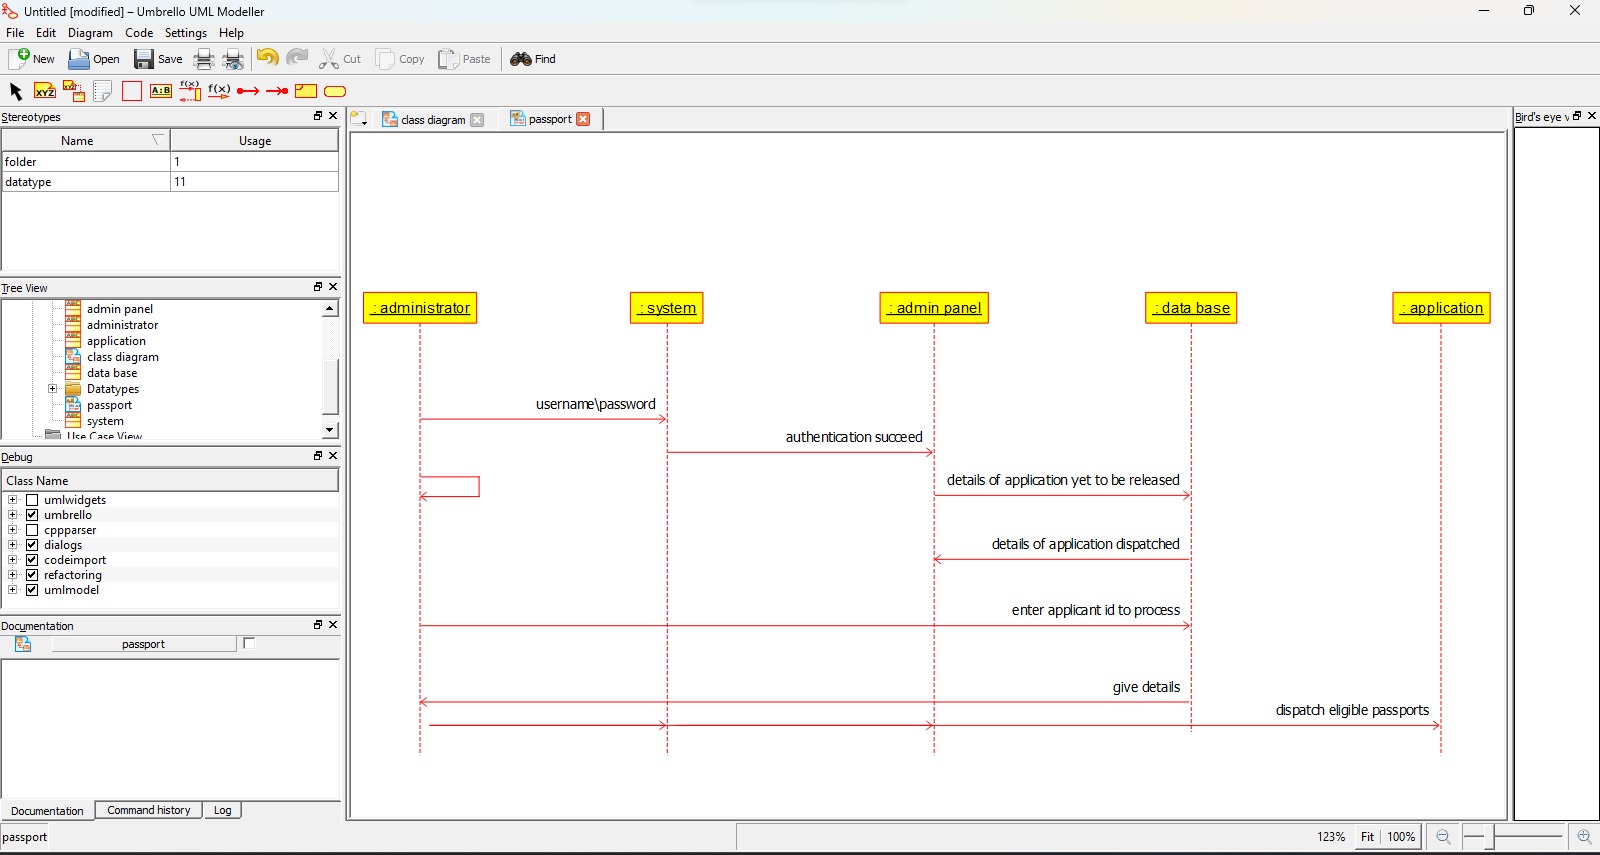 Untitled [modified] – Umbrello UML Modeller
File Edit Diagram Code Settings Help
New Open Save Cut Copy Paste Find
XYZ XYZ A:B f(x) f(x)
Stereotypes
Name Usage
folder 1
datatype 11
Tree View
admin panel
administrator
application
class diagram
data base
Datatypes
passport
system
Use Case View
Debug
Class Name
umlwidgets
umbrello
cppparser
dialogs
codeimport
refactoring
umlmodel
Documentation
passport
Documentation Command history Log
passport
class diagram passport
: administrator : system : admin panel : data base : application
username\password
authentication succeed
details of application yet to be released
details of application dispatched
enter applicant id to process
give details
dispatch eligible passports
Bird's eye v
123% Fit 100%